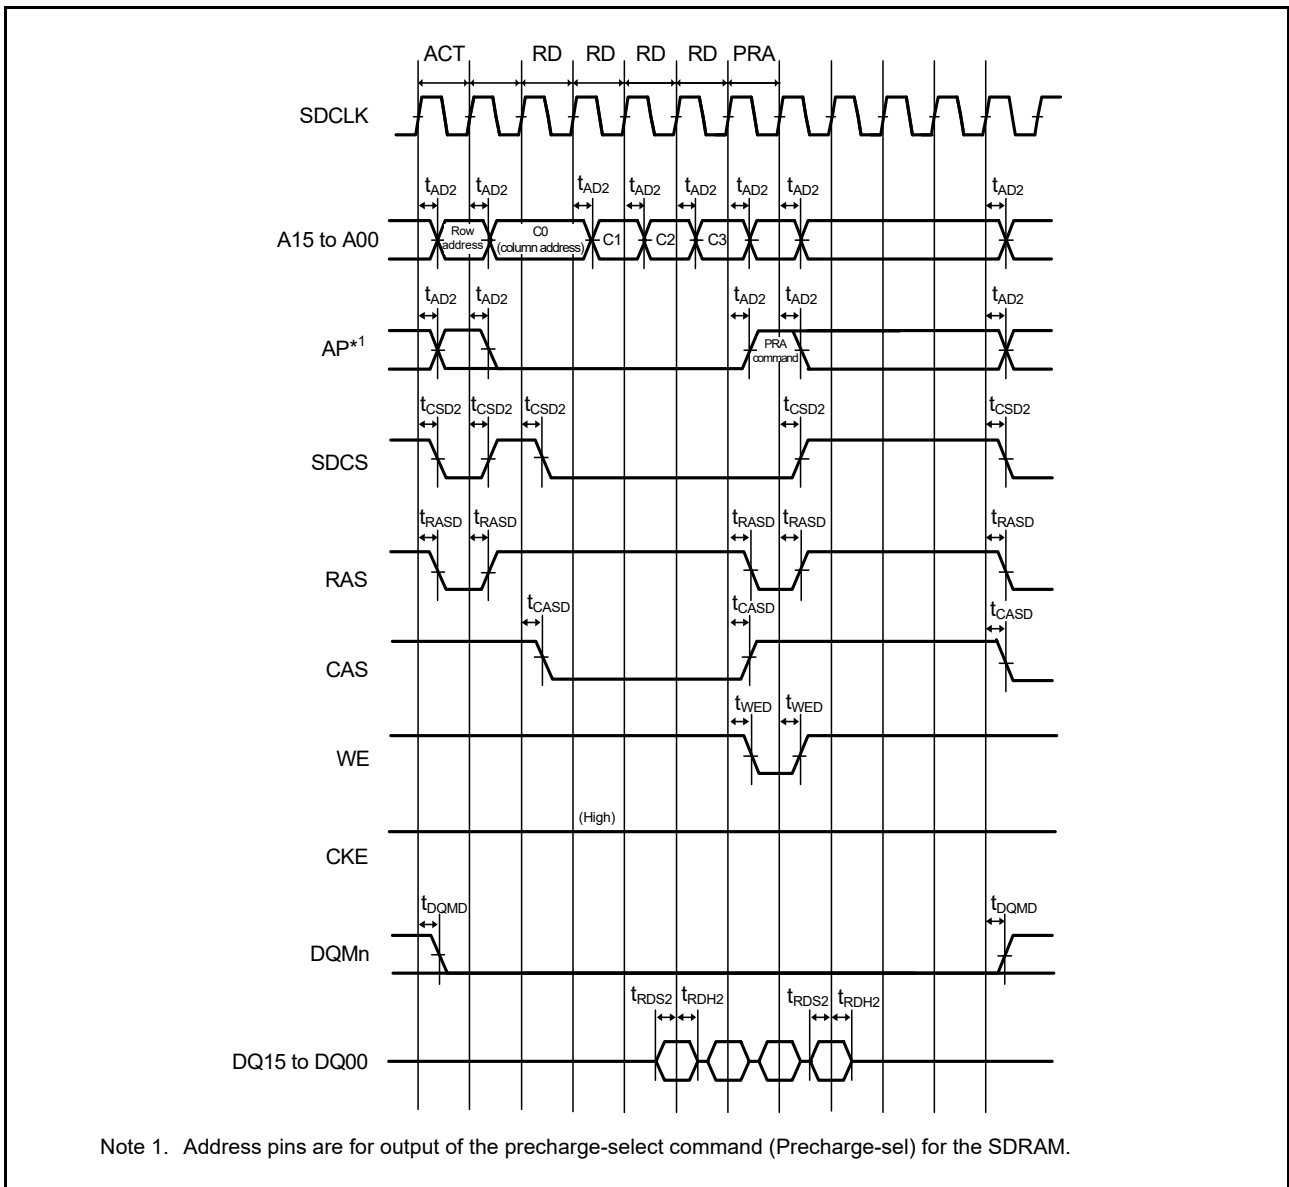 ACT RD RD RD RD PRA
SDCLK
tAD2 tAD2 tAD2 tAD2 tAD2 tAD2 tAD2 tAD2
A15 to A00
Row
address
C0
(column address)
C1 C2 C3
tAD2 tAD2 tAD2 tAD2 tAD2
AP*1
PRA
command
tCSD2 tCSD2 tCSD2 tCSD2 tCSD2
SDCS
tRASD tRASD tRASD tRASD tRASD
RAS
tCASD tCASD tCASD
CAS
tWED tWED
WE
(High)
CKE
tDQMD tDQMD
DQMn
tRDS2 tRDH2 tRDS2 tRDH2
DQ15 to DQ00
Note 1. Address pins are for output of the precharge-select command (Precharge-sel) for the SDRAM.